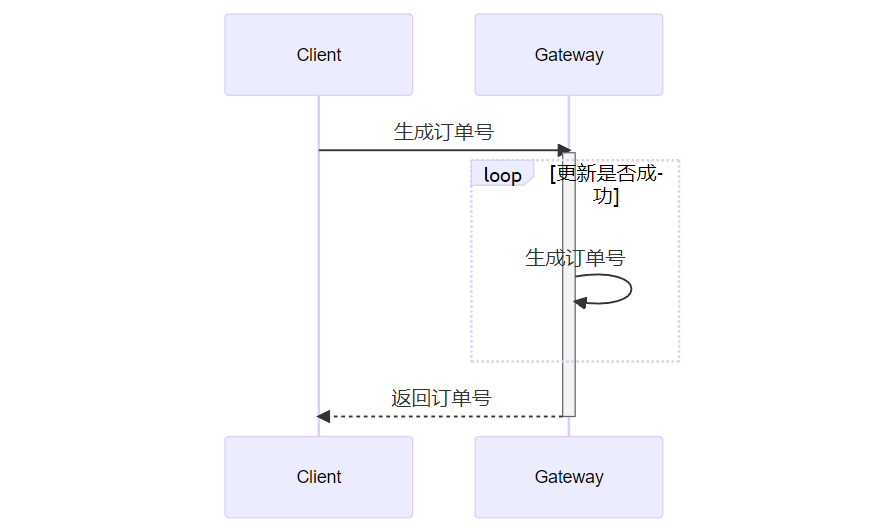 Client
Gateway
生成订单号
loop
[更新是否成-
功]
生成订单号
返回订单号
Client
Gateway